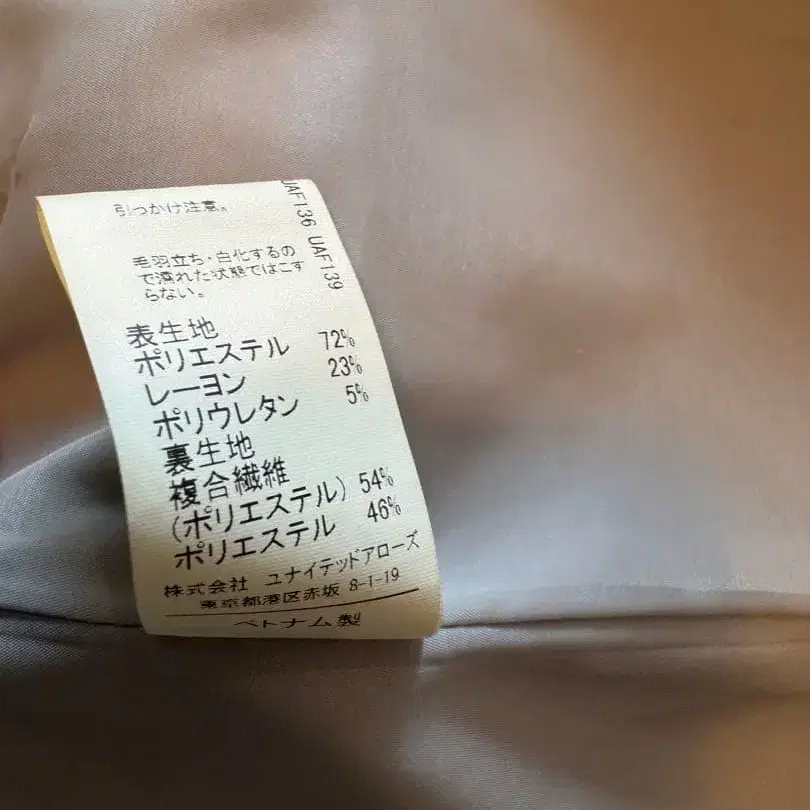 引っかけ注意。
UAF136 UAF139
毛羽立ち・白化するの
で濡れた状態ではこす
らない。
表生地
ポリエステル 72%
レーヨン 23%
ポリウレタン 5%
裏生地
複合繊維
(ポリエステル) 54%
ポリエステル 46%
株式会社 ユナイテッドアローズ
東京都港区赤坂 8-1-19
ベトナム製